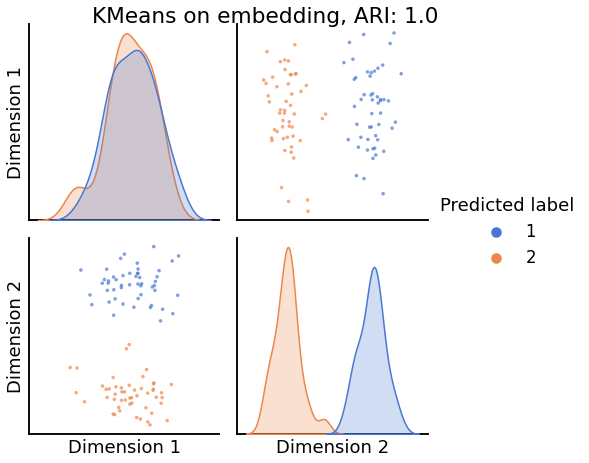 KMeans on embedding, ARI: 1.0
Dimension 1
Predicted label
1
2
Dimension 2
Dimension 1
Dimension 2